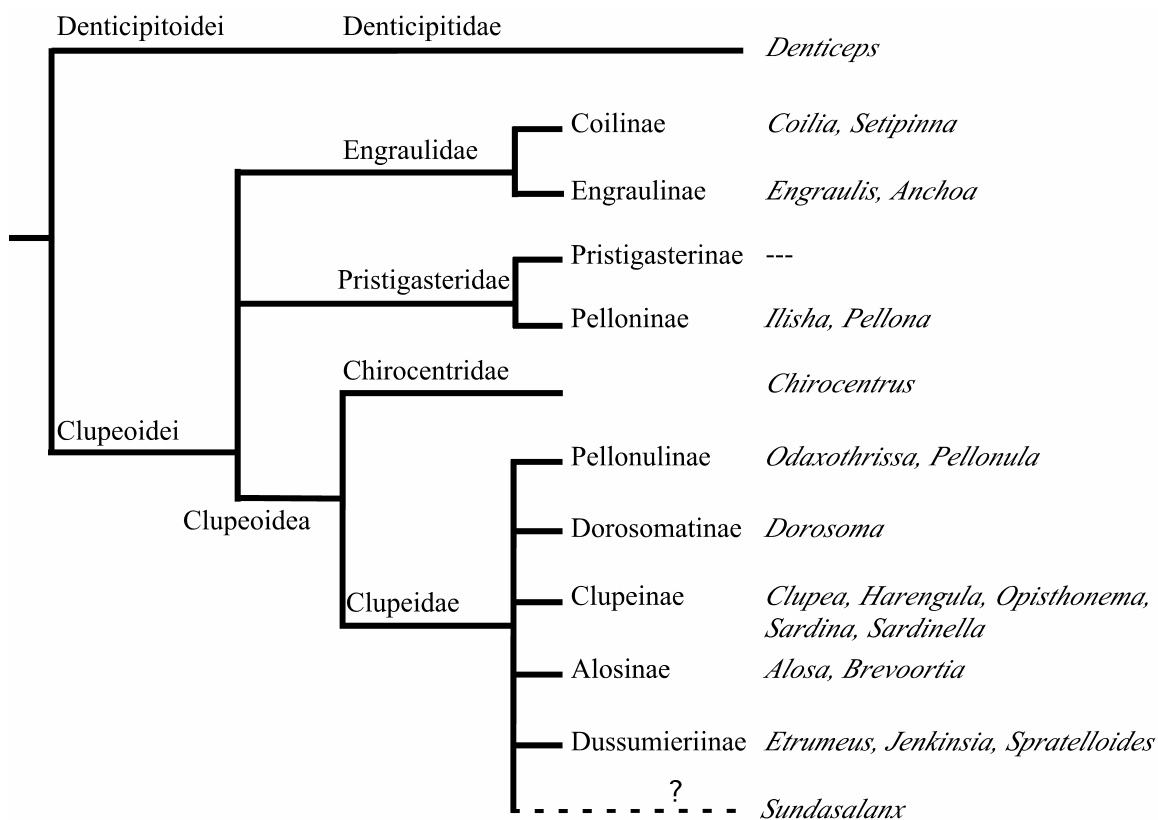 Denticipitoidei Denticipitidae
Denticeps
Coilinae Coilia, Setipinna
Engraulidae
Engraulinae Engraulis, Anchoa
Pristigasterinae ---
Pristigasteridae
Pelloninae Ilisha, Pellona
Chirocentridae
Chirocentrus
Clupeoidei
Pellonulinae Odaxothrissa, Pellonula
Clupeoidea
Dorosomatinae Dorosoma
Clupeidae
Clupeinae Clupea, Harengula, Opisthonema,
Sardina, Sardinella
Alosinae Alosa, Brevoortia
Dussumieriinae Etrumeus, Jenkinsia, Spratelloides
?
Sundasalanx